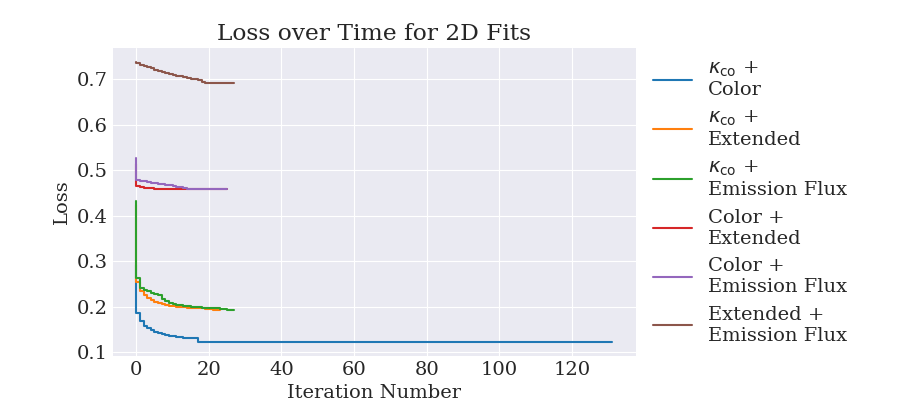 Loss over Time for 2D Fits
Loss
0.7
0.6
0.5
0.4
0.3
0.2
0.1
0 20 40 60 80 100 120
Iteration Number
κco +
Color
κco +
Extended
κco +
Emission Flux
Color +
Extended
Color +
Emission Flux
Extended +
Emission Flux